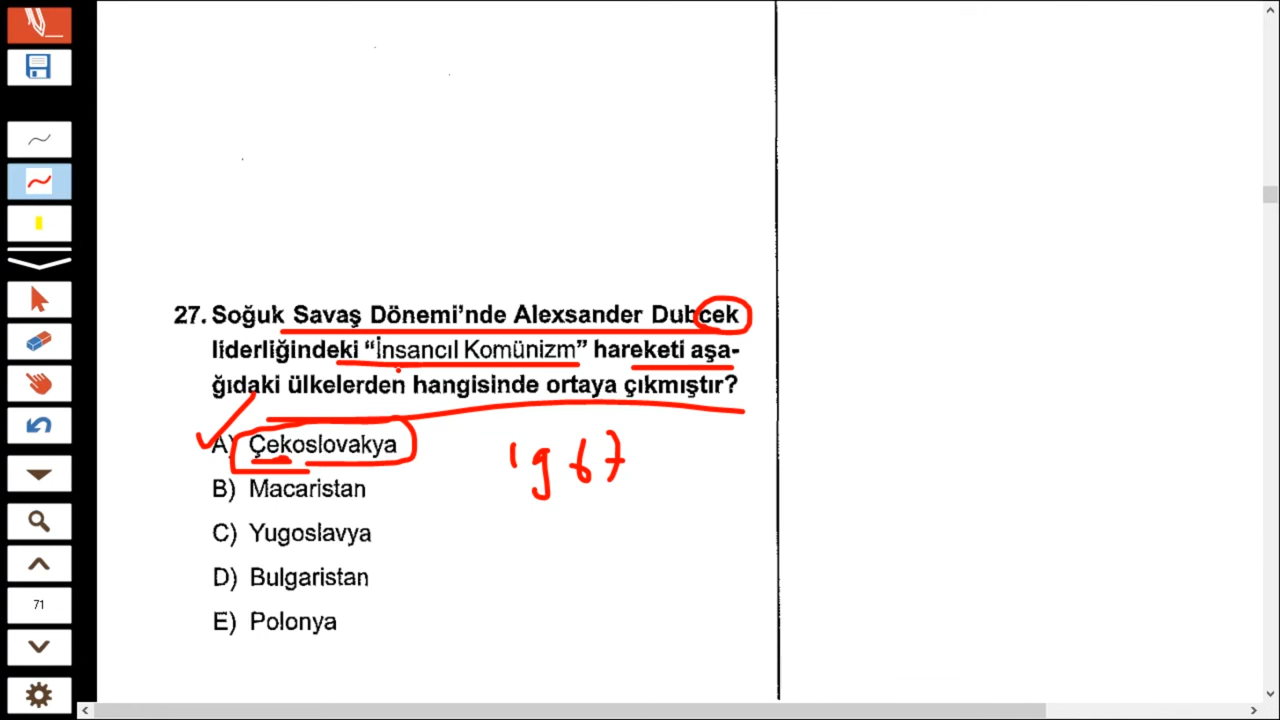 27. Soğuk Savaş Dönemi’nde Alexsander Dubcek
liderliğindeki “İnsancıl Komünizm” hareketi aşa-
ğıdaki ülkelerden hangisinde ortaya çıkmıştır?
A) Çekoslovakya
1967
B) Macaristan
C) Yugoslavya
D) Bulgaristan
E) Polonya
71